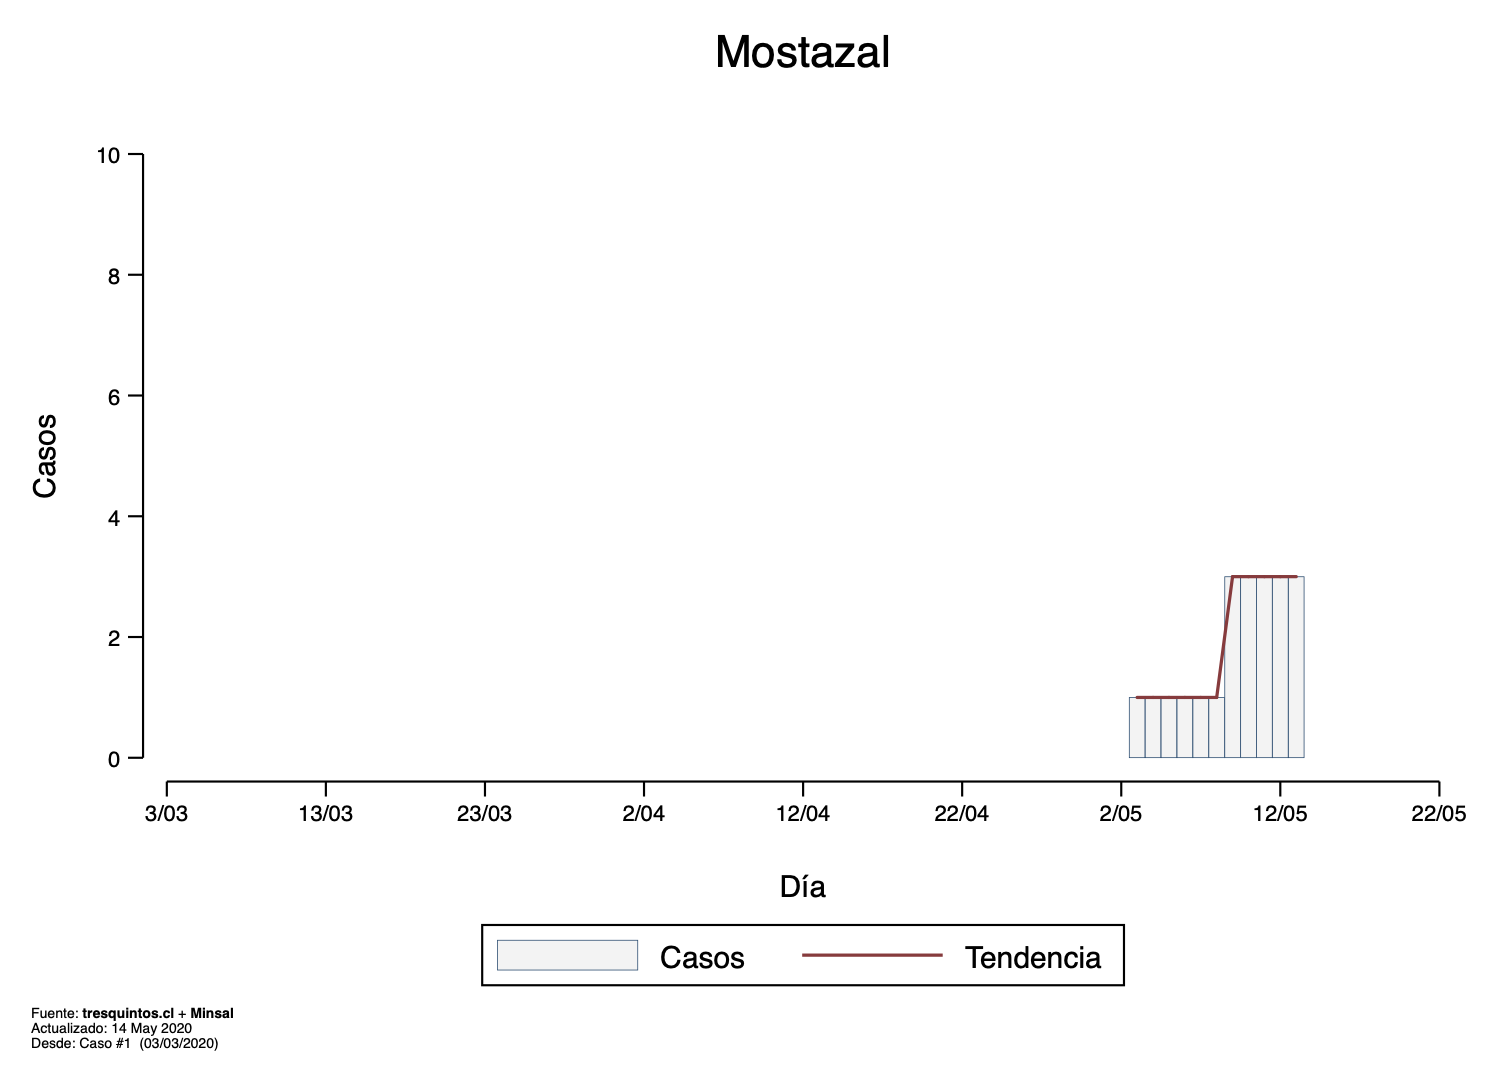 Mostazal
10
8
6
4
2
0
Casos
3/03 13/03 23/03 2/04 12/04 22/04 2/05 12/05 22/05
Día
Casos Tendencia
Fuente: tresquintos.cl + Minsal
Actualizado: 14 May 2020
Desde: Caso #1 (03/03/2020)